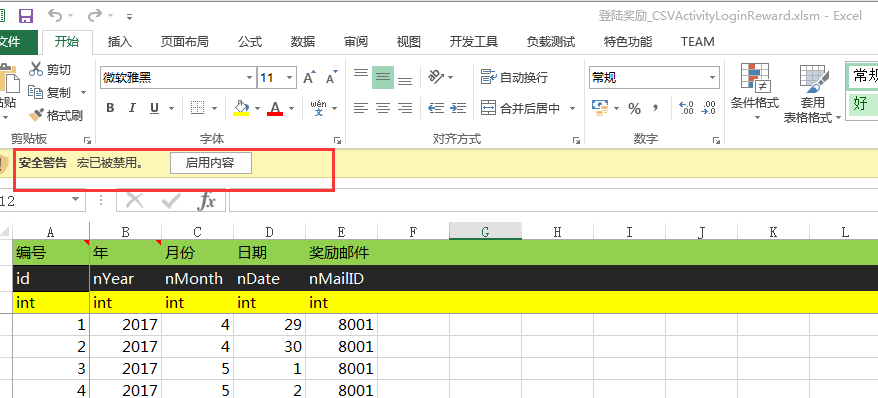 登陆奖励_CSVActivityLoginReward.xlsm - Excel
文件 开始 插入 页面布局 公式 数据 审阅 视图 开发工具 负载测试 特色功能 TEAM
剪切
复制
格式刷
粘贴
剪贴板
微软雅黑 11 A A
B I U A wén 文
字体
自动换行
合并后居中
对齐方式
常规
% , .00 .00
数字
条件格式
套用
表格格式
常规
好
安全警告 宏已被禁用。 启用内容
12 fx
A B C D E F G H I J K L
编号 年 月份 日期 奖励邮件
id nYear nMonth nDate nMailID
int int int int int
1 2017 4 29 8001
2 2017 4 30 8001
3 2017 5 1 8001
4 2017 5 2 8001